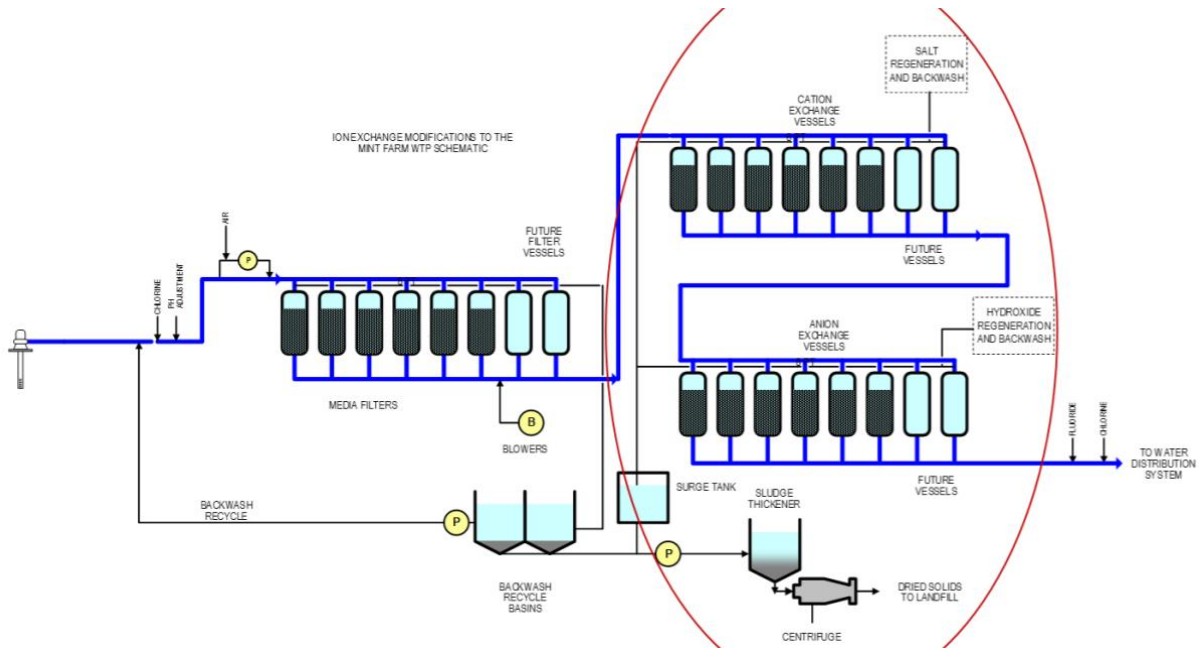 SALT
REGENERATION
AND BACKWASH
CATION
EXCHANGE
VESSELS
ION EXCHANGE MODIFICATIONS TO THE
MINT FARM WTP SCHEMATIC
AIR
FUTURE
FILTER
VESSELS
P
CHLORINE
PH
ADJUSTMENT
FUTURE
VESSELS
HYDROXIDE
REGENERATION
AND BACKWASH
ANION
EXCHANGE
VESSELS
MEDIA FILTERS
B
BLOWERS
FLUORIDE
CHLORINE
TO WATER
DISTRIBUTION
SYSTEM
FUTURE
VESSELS
SURGE TANK
SLUDGE
THICKENER
BACKWASH
RECYCLE
P
P
BACKWASH
RECYCLE
BASINS
DRIED SOLIDS
TO LANDFILL
CENTRIFUGE